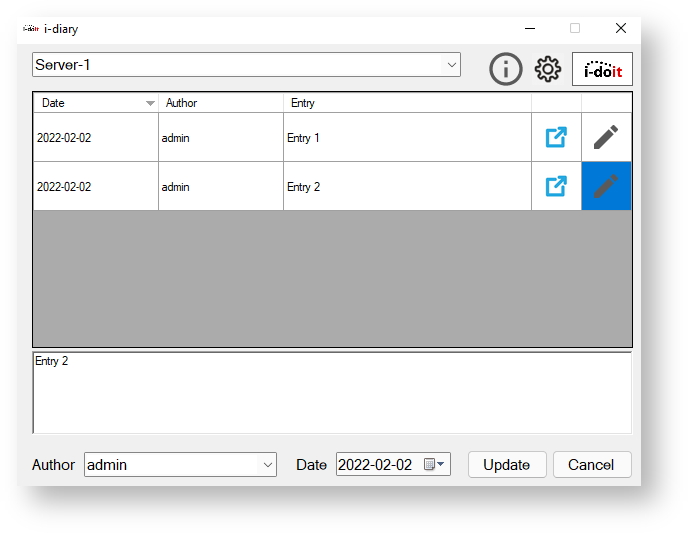 i-doit i-diary
Server-1
i-doit
Date Author Entry
2022-02-02 admin Entry 1
2022-02-02 admin Entry 2
Entry 2
Author admin Date 2022-02-02 Update Cancel